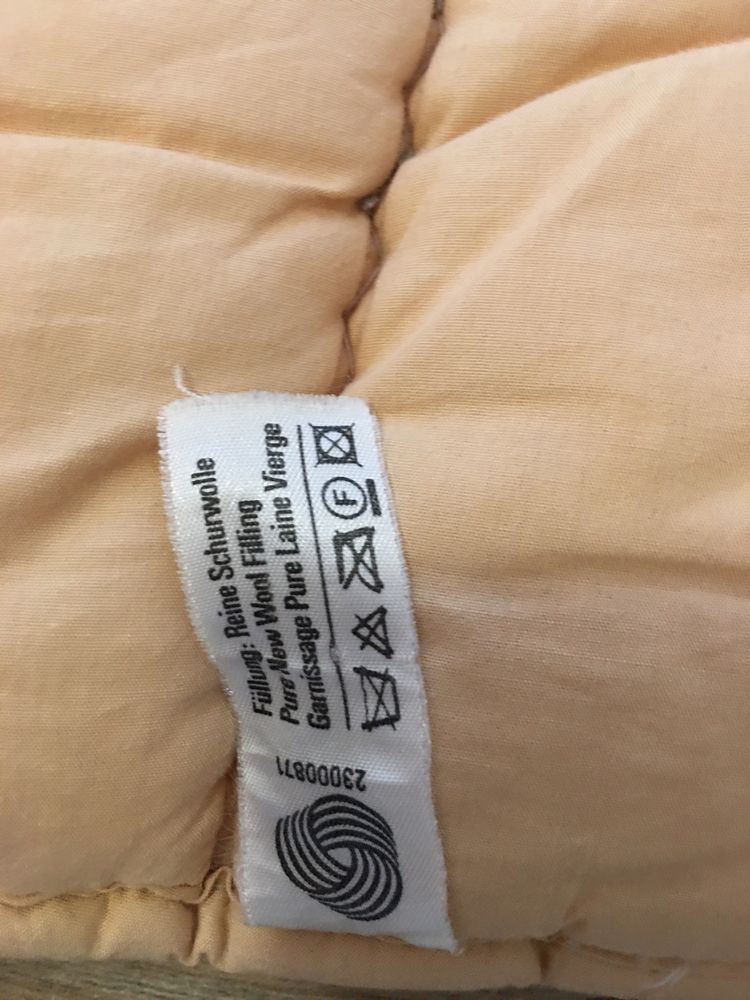 Füllung: Reine Schurwolle
Pure New Wool Filling
Garnissage Pure Laine Vierge
F
23000871